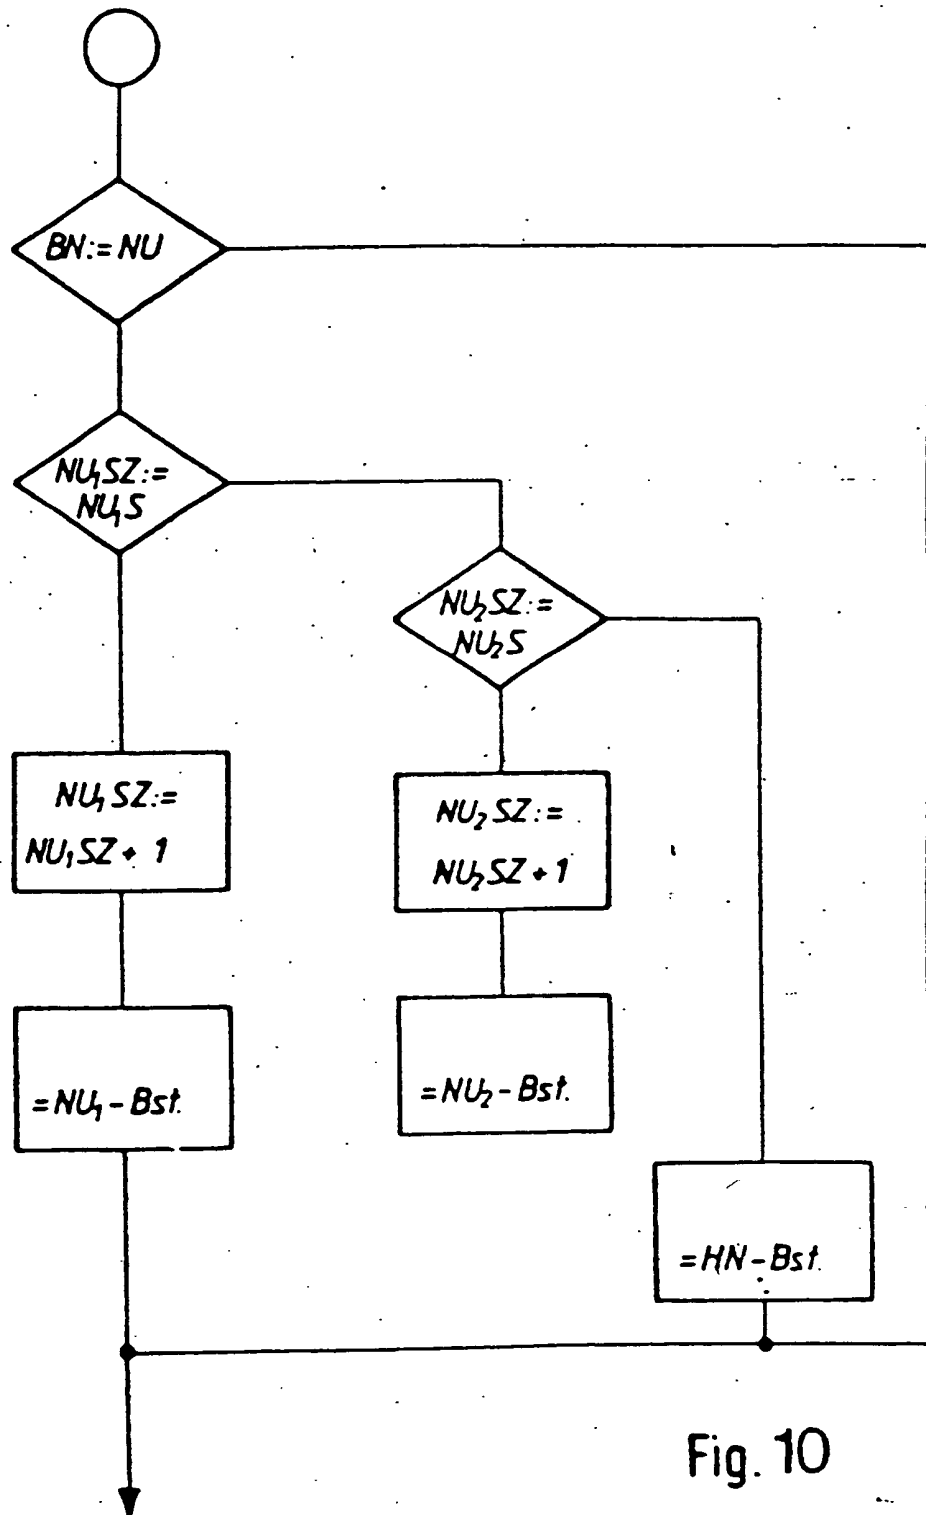 BN:= NU
NU₁SZ:=
NU₁S
NU₂SZ:=
NU₂S
NU₁SZ:=
NU₁SZ + 1
NU₂SZ:=
NU₂SZ + 1
=NU₁-Bst.
=NU₂-Bst.
=HN-Bst.
Fig. 10